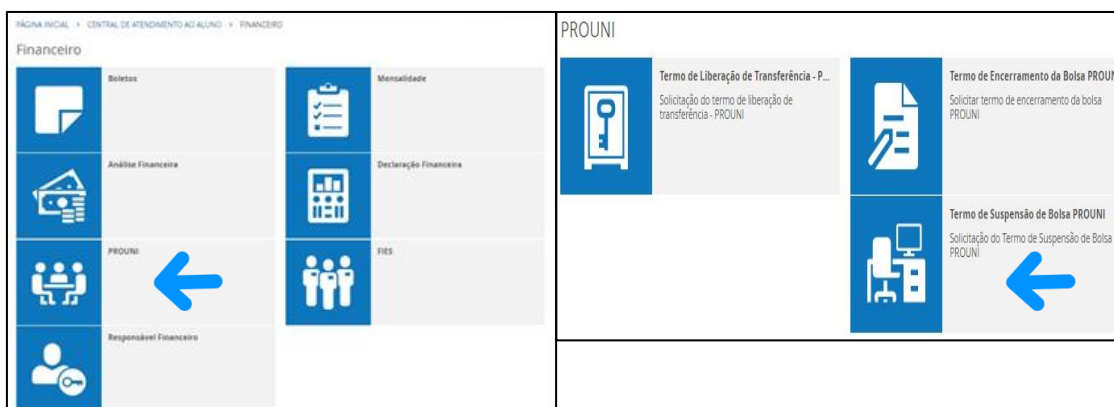 PÁGINA INICIAL > CENTRAL DE ATENDIMENTO AO ALUNO > FINANCEIRO
Financeiro
Boletos
Mensalidade
Análise Financeira
Declaração Financeira
PROUNI
FIES
Responsável Financeiro
PROUNI
Termo de Liberação de Transferência - P...
Solicitação do termo de liberação de
transferência - PROUNI
Termo de Encerramento da Bolsa PROUN
Solicitar termo de encerramento da bolsa
PROUNI
Termo de Suspensão de Bolsa PROUNI
Solicitação do Termo de Suspensão de Bolsa
PROUNI